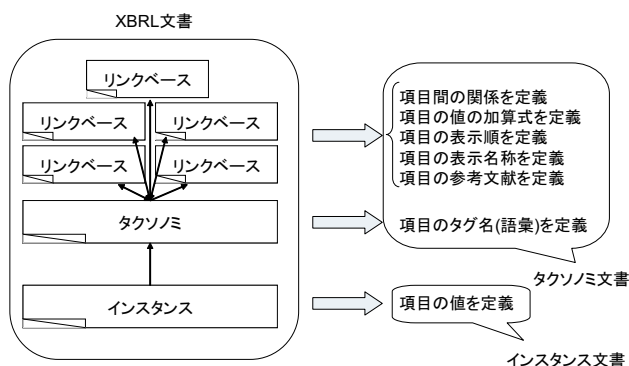 XBRL文書
リンクベース
リンクベース
リンクベース
リンクベース
リンクベース
タクソノミ
インスタンス
項目間の関係を定義
項目の値の加算式を定義
項目の表示順を定義
項目の表示名称を定義
項目の参考文献を定義
項目のタグ名(語彙)を定義
タクソノミ文書
項目の値を定義
インスタンス文書